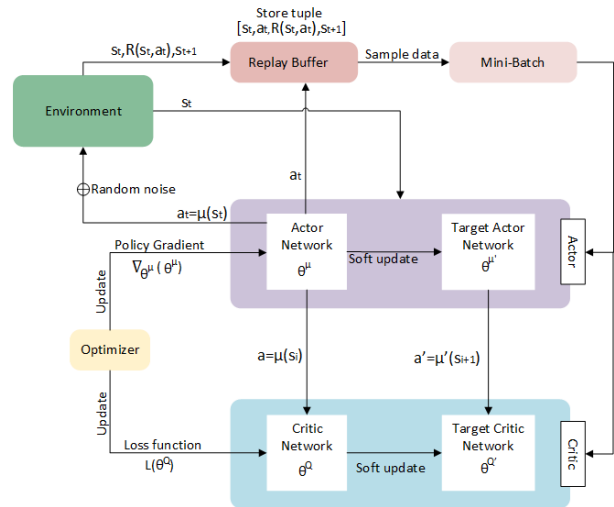 Store tuple
[st,at,R(st,at),st+1]
st,R(st,at),st+1
Replay Buffer
Sample data
Mini-Batch
Environment
st
at
Random noise
at=μ(st)
Actor
Network
θμ
Soft update
Target Actor
Network
θμ'
Actor
Policy Gradient
∇θμ(θμ)
Update
Optimizer
Update
a=μ(si)
a'=μ'(si+1)
Loss function
L(θQ)
Critic
Network
θQ
Soft update
Target Critic
Network
θQ'
Critic